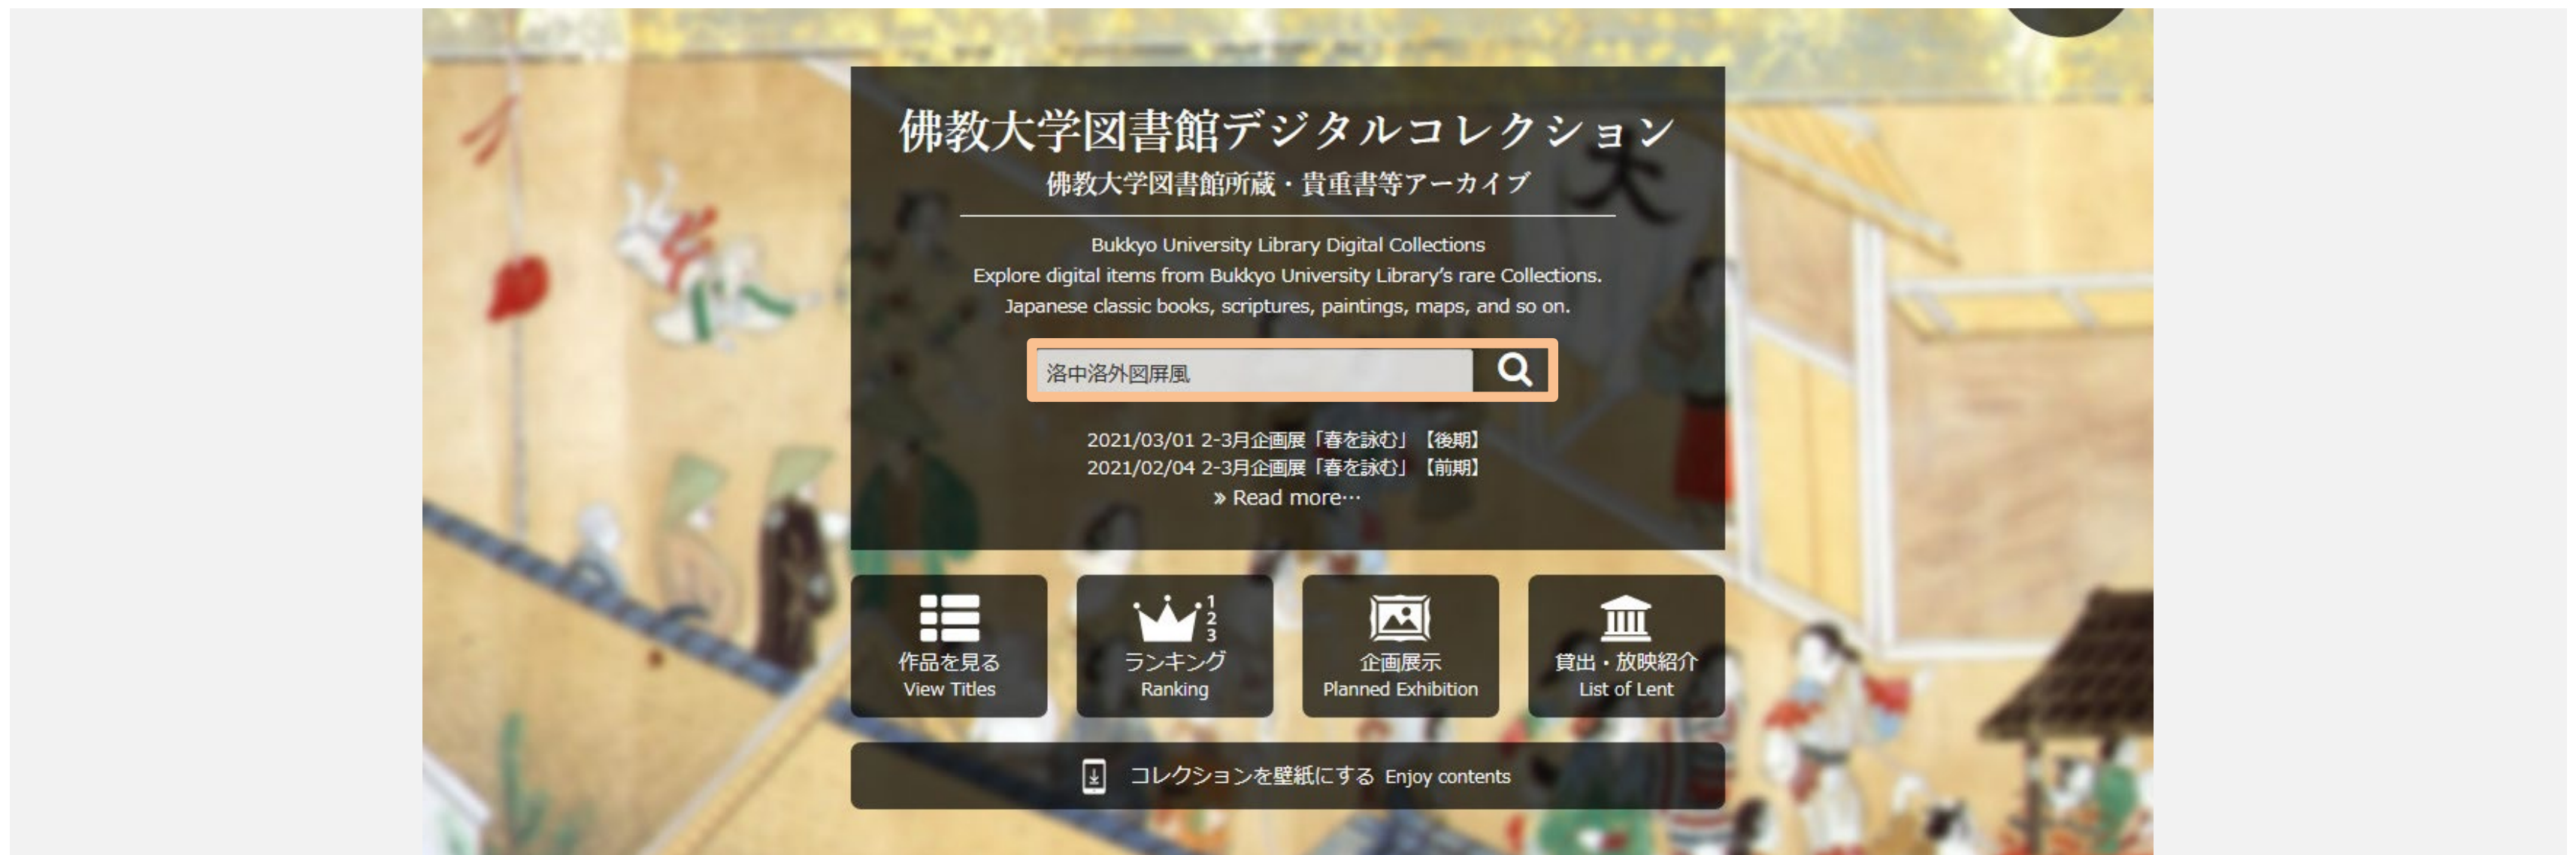 佛教大学図書館デジタルコレクション
佛教大学図書館所蔵・貴重書等アーカイブ
Bukkyo University Library Digital Collections
Explore digital items from Bukkyo University Library's rare Collections.
Japanese classic books, scriptures, paintings, maps, and so on.
洛中洛外図屏風
2021/03/01 2-3月企画展「春を詠む」【後期】
2021/02/04 2-3月企画展「春を詠む」【前期】
» Read more…
作品を見る
View Titles
1
2
3
ランキング
Ranking
企画展示
Planned Exhibition
貸出・放映紹介
List of Lent
コレクションを壁紙にする Enjoy contents
大